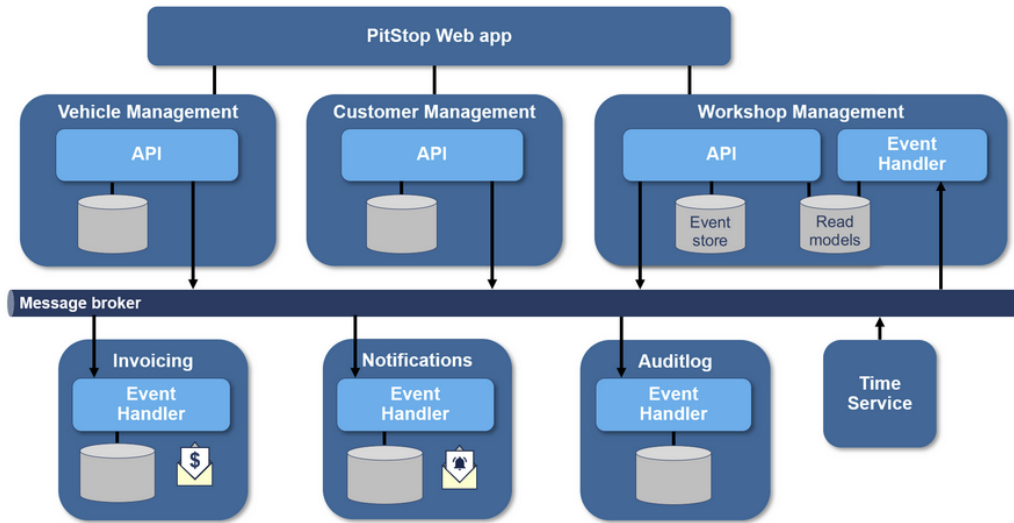 PitStop Web app
Vehicle Management
API
Customer Management
API
Workshop Management
API
Event
Handler
Event
store
Read
models
Message broker
Invoicing
Event
Handler
$
Notifications
Event
Handler
Auditlog
Event
Handler
Time
Service